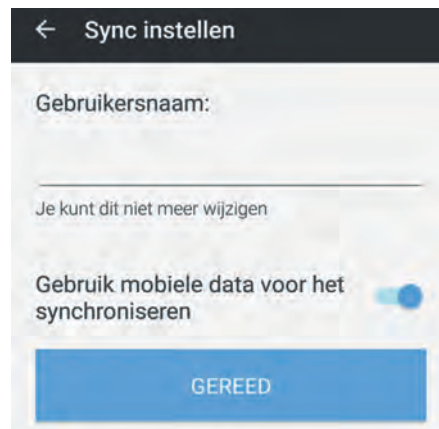 Sync instellen
Gebruikersnaam:
Je kunt dit niet meer wijzigen
Gebruik mobiele data voor het
synchroniseren
GEREED